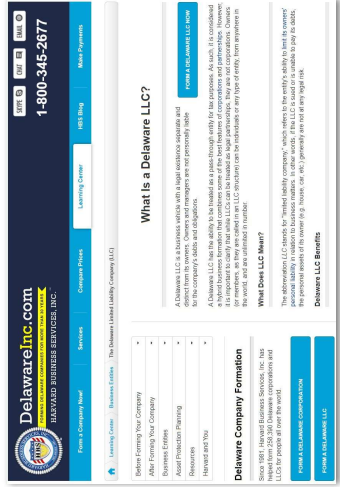 SKYPE
CHAT
EMAIL
DelawareInc.com
HARVARD BUSINESS SERVICES, INC.
1-800-345-2677
Form a Company Now!
Services
Compare Prices
Learning Center
HBS Blog
Make Payments
Learning Center
Business Entities
The Delaware Limited Liability Company (LLC)
Before Forming Your Company
After Forming Your Company
Business Entities
Asset Protection Planning
Resources
Harvard and You
Delaware Company Formation
Since 1981, Harvard Business Services, Inc. has
helped form 258,390 Delaware corporations and
LLCs for people all over the world.
FORM A DELAWARE CORPORATION
FORM A DELAWARE LLC
What Is a Delaware LLC?
A Delaware LLC is a business vehicle with a legal existence separate and
distinct from its owners. Owners and managers are not personally liable
for the company's debts and obligations.
FORM A DELAWARE LLC NOW
A Delaware LLC has the ability to be treated as a pass-through entity for tax purposes. As such, it is considered
a hybrid business formation that combines some of the best features of corporations and partnerships. However,
it is important to clarify that while LLCs can be treated as legal partnerships, they are not corporations. Owners
(or members, as they are called in an LLC structure) can be individuals or any type of entity, from anywhere in
the world, and are unlimited in number.
What Does LLC Mean?
The abbreviation LLC stands for "limited liability company," which refers to the entity's ability to limit its owners'
personal liability in relation to business matters. In other words, if the LLC is sued or is unable to pay its debts,
the personal assets of its owner (e.g. house, car, etc.) generally are not at any legal risk.
Delaware LLC Benefits